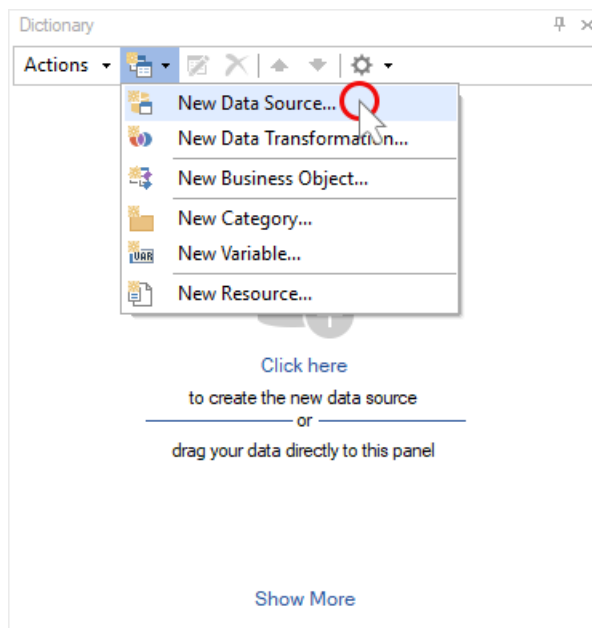 Dictionary
Actions
New Data Source...
New Data Transformation...
New Business Object...
New Category...
VAR New Variable...
New Resource...
Click here
to create the new data source
or
drag your data directly to this panel
Show More